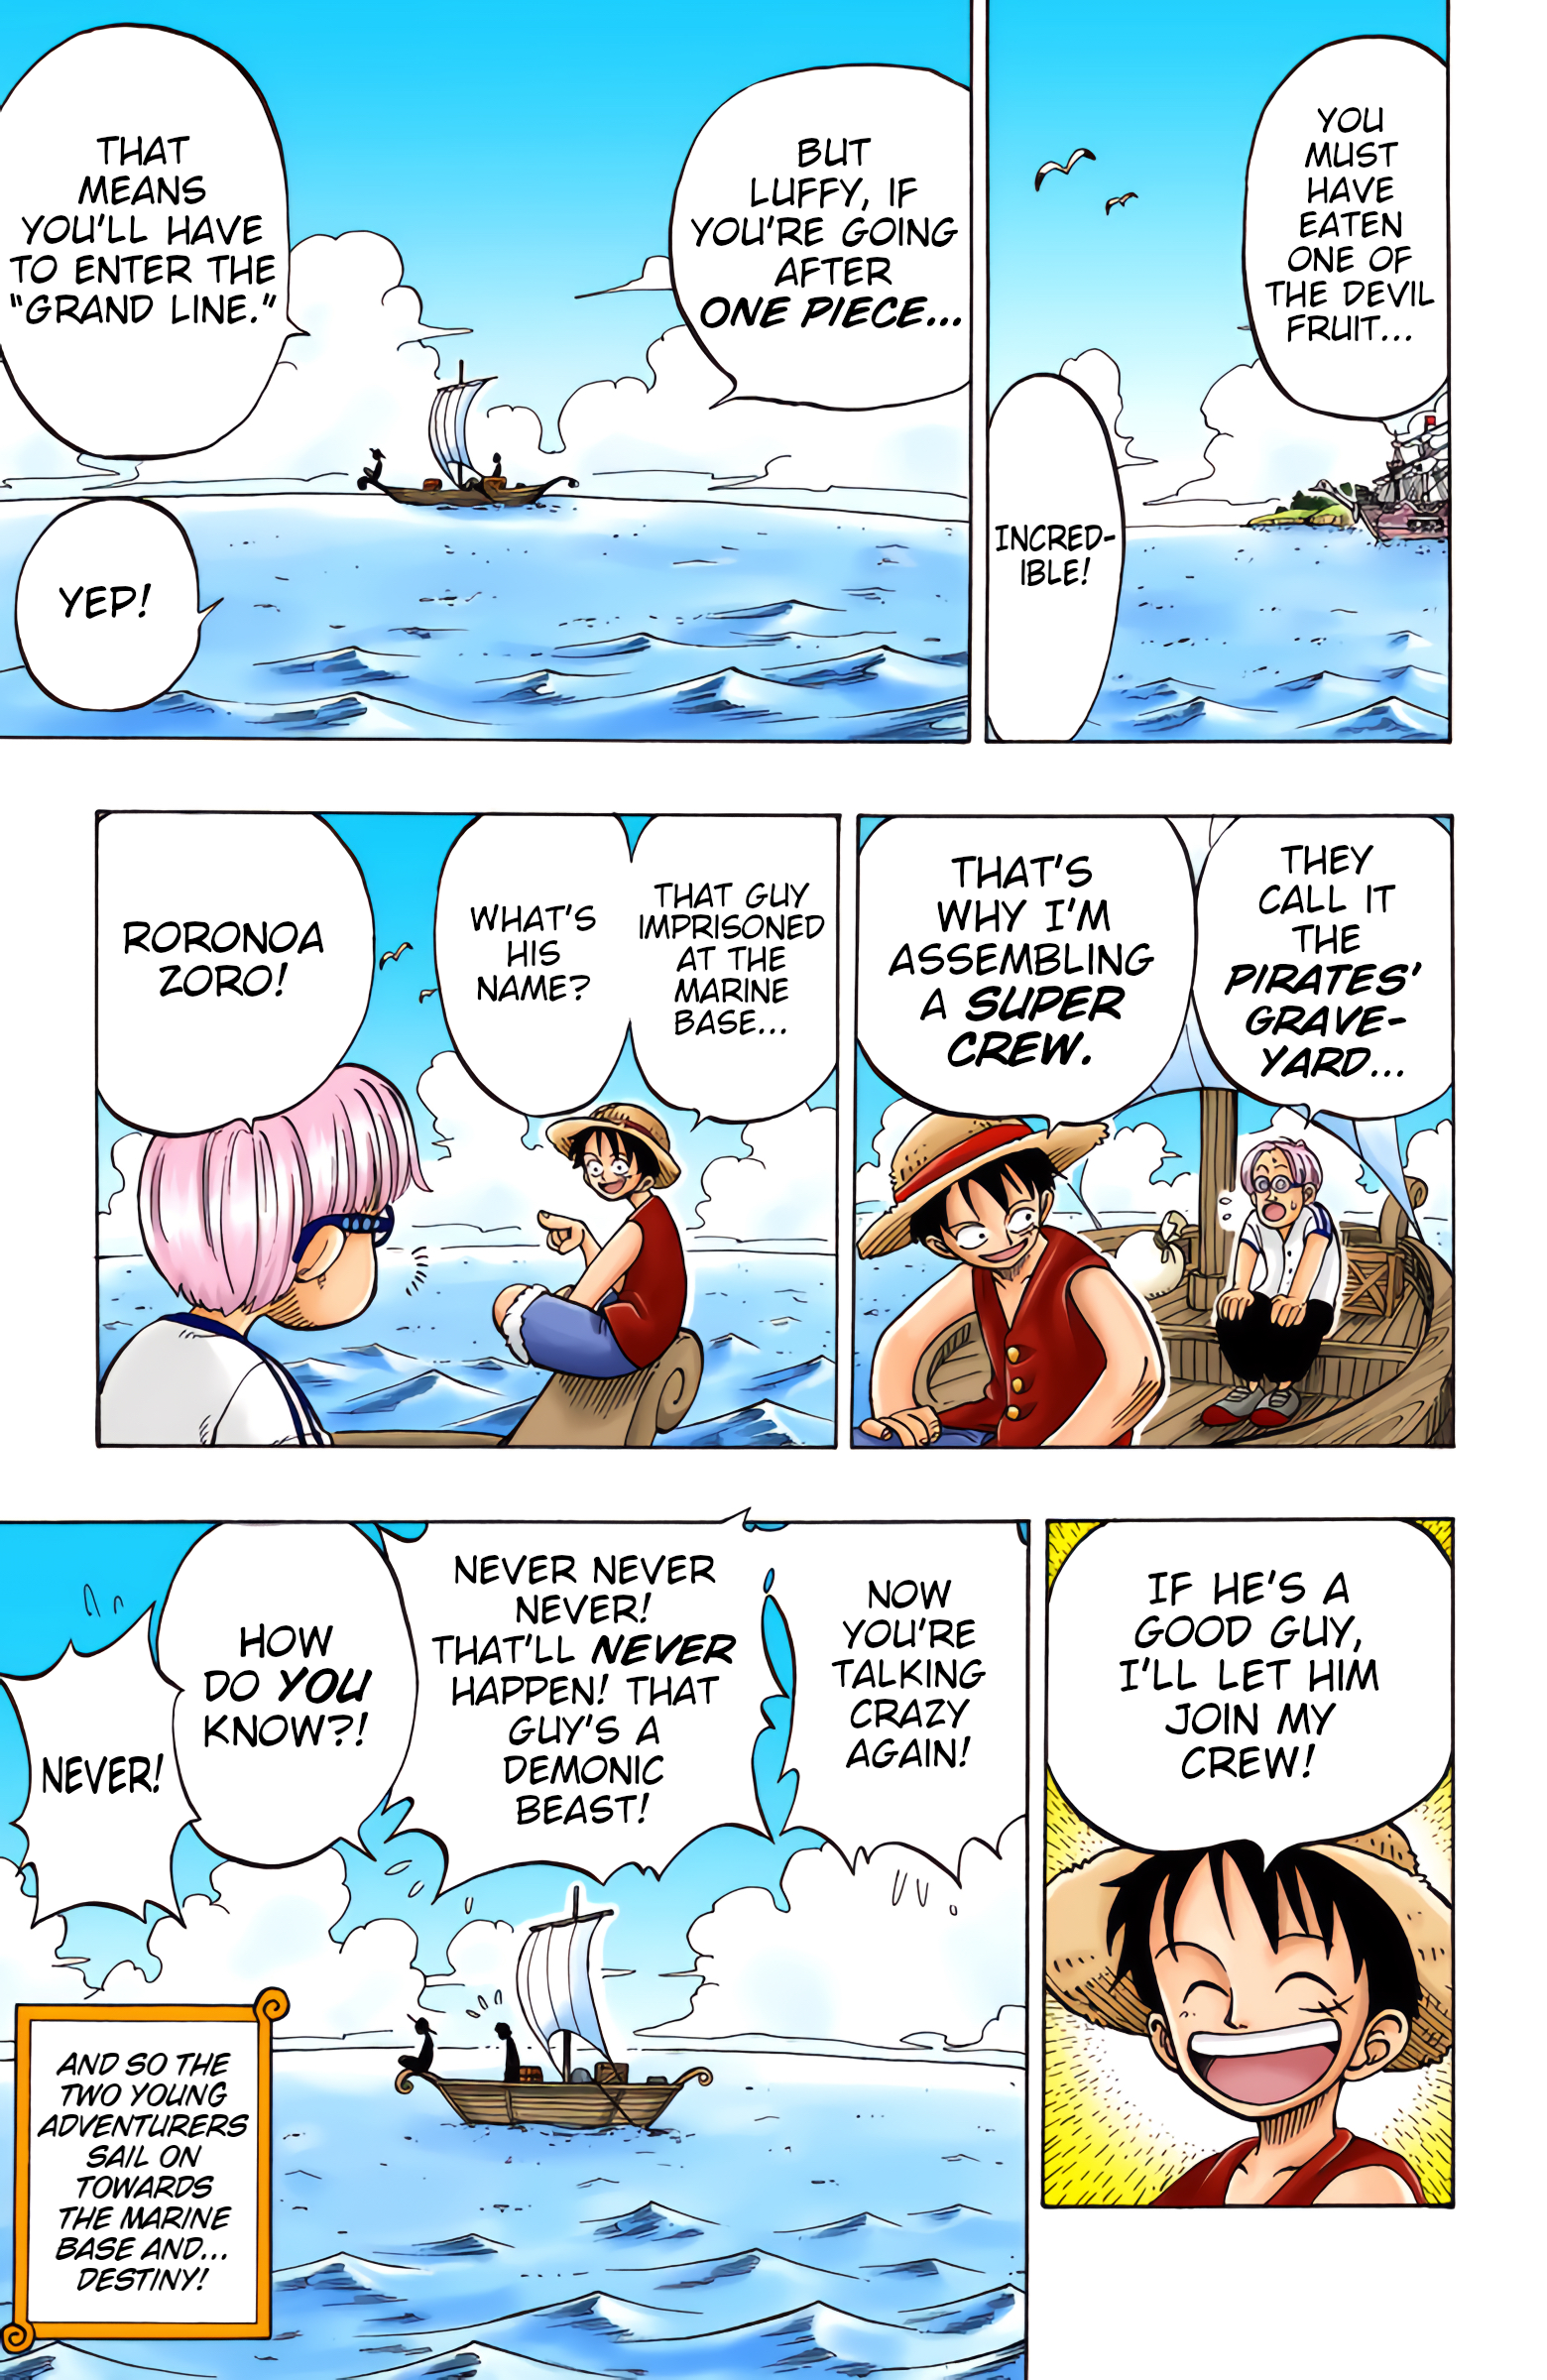 YOU
MUST
HAVE
EATEN
ONE OF
THE DEVIL
FRUIT...
INCRED-
IBLE!
BUT
LUFFY, IF
YOU'RE GOING
AFTER
ONE PIECE...
THAT
MEANS
YOU'LL HAVE
TO ENTER THE
"GRAND LINE."
YEP!
THEY
CALL IT
THE
PIRATES'
GRAVE-
YARD...
THAT'S
WHY I'M
ASSEMBLING
A SUPER
CREW.
THAT GUY
IMPRISONED
AT THE
MARINE
BASE...
WHAT'S
HIS
NAME?
RORONOA
ZORO!
IF HE'S A
GOOD GUY,
I'LL LET HIM
JOIN MY
CREW!
NOW
YOU'RE
TALKING
CRAZY
AGAIN!
NEVER NEVER
NEVER!
THAT'LL NEVER
HAPPEN! THAT
GUY'S A
DEMONIC
BEAST!
HOW
DO YOU
KNOW?!
NEVER!
AND SO THE
TWO YOUNG
ADVENTURERS
SAIL ON
TOWARDS
THE MARINE
BASE AND...
DESTINY!